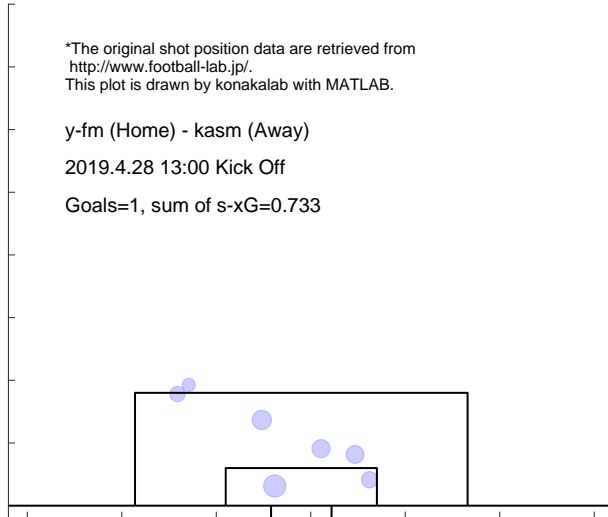 *The original shot position data are retrieved from
http://www.football-lab.jp/.
This plot is drawn by konakalab with MATLAB.
y-fm (Home) - kasm (Away)
2019.4.28 13:00 Kick Off
Goals=1, sum of s-xG=0.733